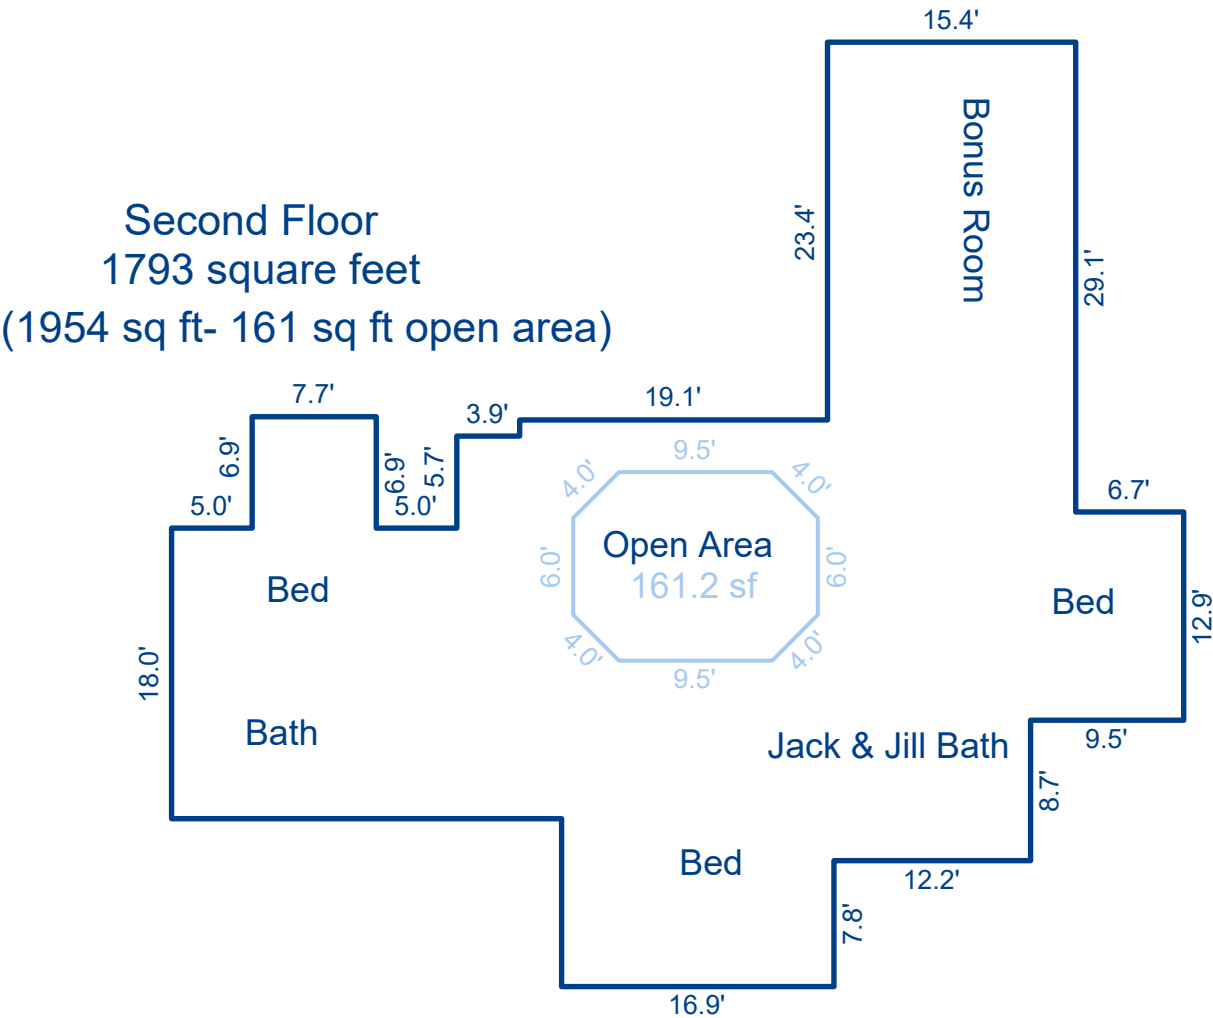 15.4'
Bonus Room
23.4'
29.1'
Second Floor
1793 square feet
(1954 sq ft- 161 sq ft open area)
7.7'
3.9'
19.1'
6.9'
6.9'
5.7'
5.0'
5.0'
9.5'
4.0'
4.0'
6.7'
Open Area
161.2 sf
6.0'
6.0'
Bed
Bed
12.9'
4.0'
4.0'
9.5'
18.0'
Bath
Jack & Jill Bath
9.5'
8.7'
Bed
12.2'
7.8'
16.9'